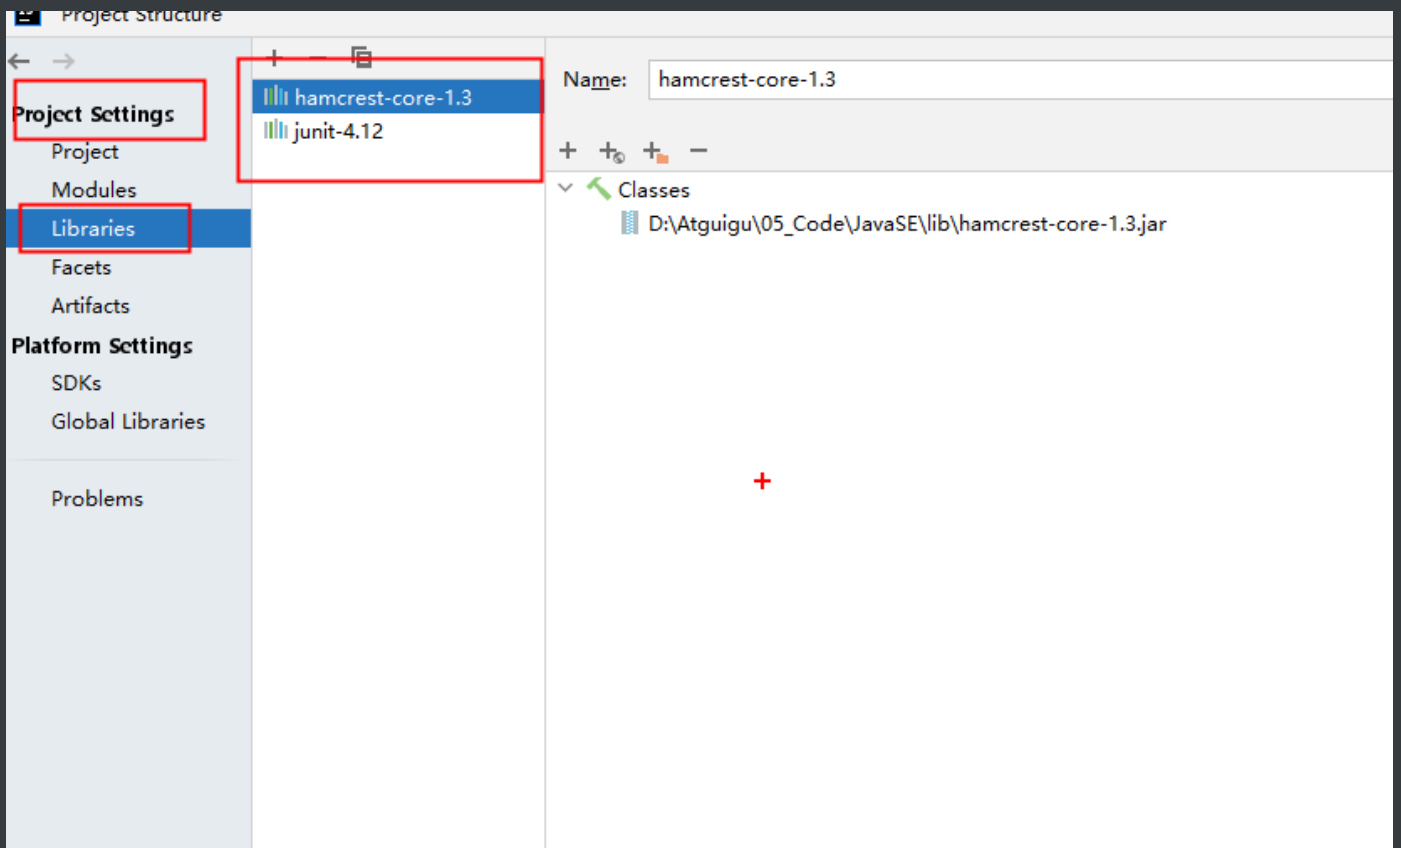 Project Structure
Project Settings
Project
Modules
Libraries
Facets
Artifacts
Platform Settings
SDKs
Global Libraries
Problems
hamcrest-core-1.3
junit-4.12
Name: hamcrest-core-1.3
Classes
D:\Atguigu\05_Code\JavaSE\lib\hamcrest-core-1.3.jar